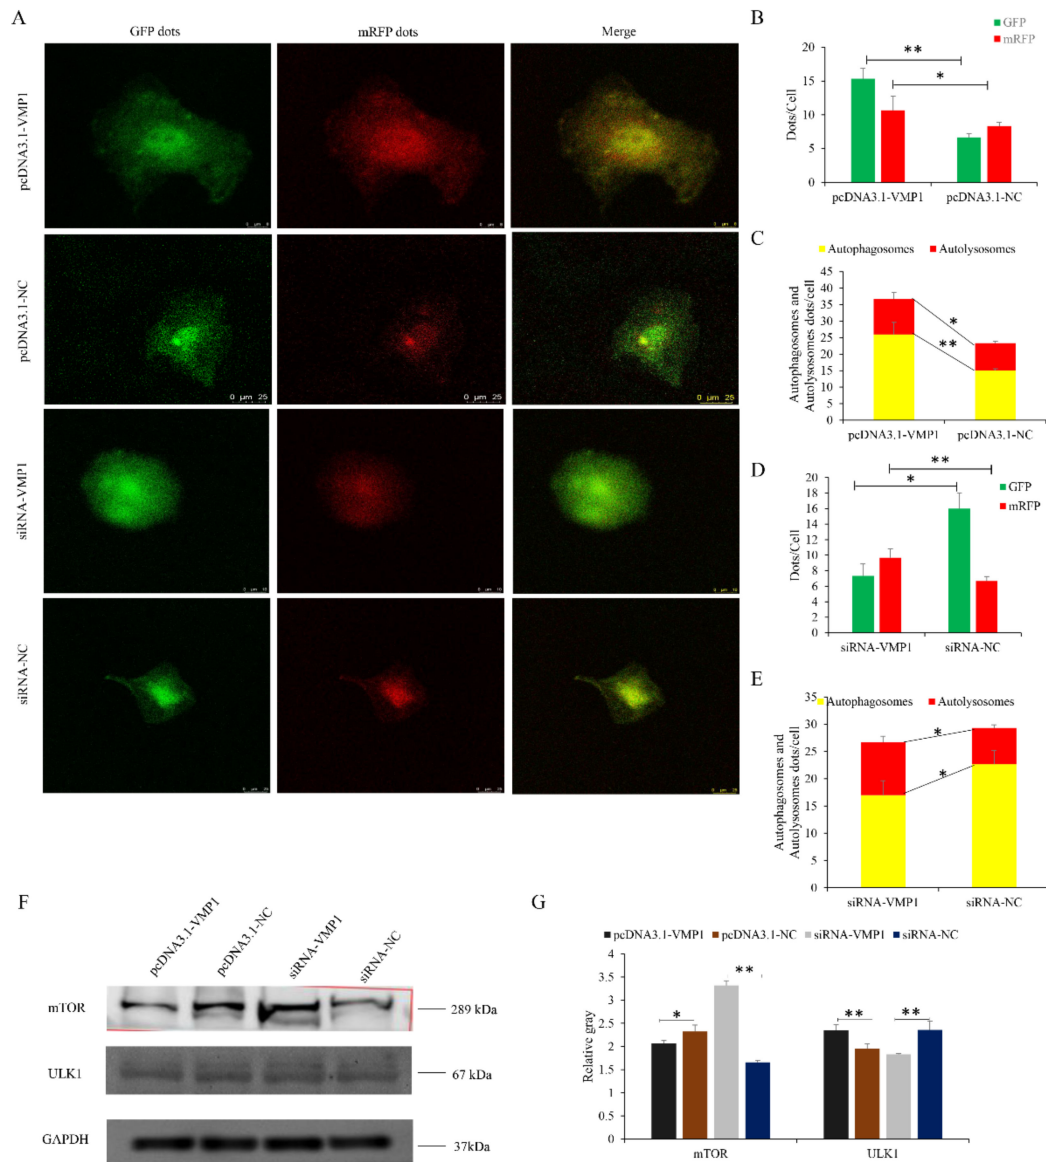 A
GFP dots
mRFP dots
Merge
pcDNA3.1-VMP1
pcDNA3.1-NC
0 μm 25
0 μm 25
0 μm 25
siRNA-VMP1
siRNA-NC
B
GFP
mRFP
Dots/Cell
20
15
10
5
0
**
*
pcDNA3.1-VMP1
pcDNA3.1-NC
C
Autophagosomes
Autolysosomes
Autophagosomes and
Autolysosomes dots/cell
45
40
35
30
25
20
15
10
5
0
*
**
pcDNA3.1-VMP1
pcDNA3.1-NC
D
GFP
mRFP
Dots/Cell
20
18
16
14
12
10
8
6
4
2
0
**
*
siRNA-VMP1
siRNA-NC
E
Autophagosomes
Autolysosomes
Autophagosomes and
Autolysosomes dots/cell
35
30
25
20
15
10
5
0
*
*
siRNA-VMP1
siRNA-NC
F
pcDNA3.1-VMP1
pcDNA3.1-NC
siRNA-VMP1
siRNA-NC
mTOR
289 kDa
ULK1
67 kDa
GAPDH
37kDa
G
pcDNA3.1-VMP1
pcDNA3.1-NC
siRNA-VMP1
siRNA-NC
Relative gray
4
3.5
3
2.5
2
1.5
1
0.5
0
*
**
**
**
mTOR
ULK1